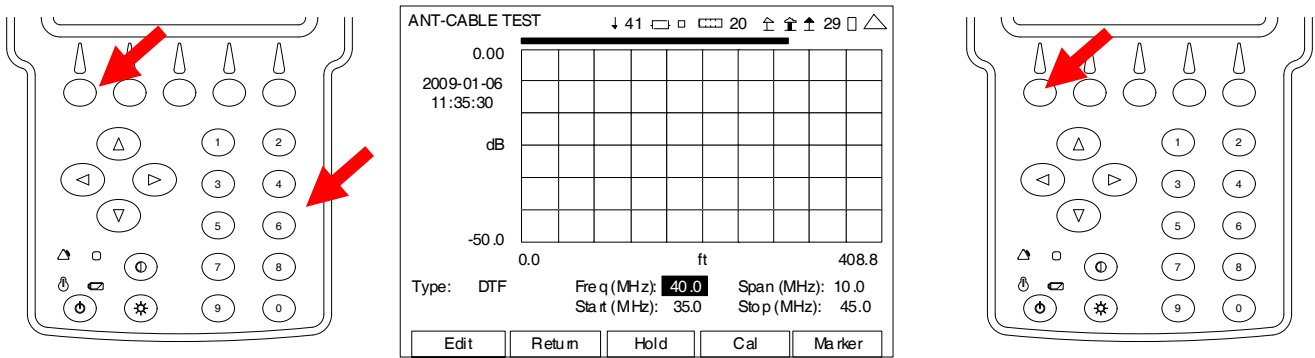 1 2
3 4
5 6
7 8
9 0
ANT-CABLE TEST 41 20 29
0.00
2009-01-06
11:35:30
dB
-50.0
0.0 ft 408.8
Type: DTF Freq (MHz): 40.0 Span (MHz): 10.0
Start (MHz): 35.0 Stop (MHz): 45.0
Edit Return Hold Cal Marker
1 2
3 4
5 6
7 8
9 0